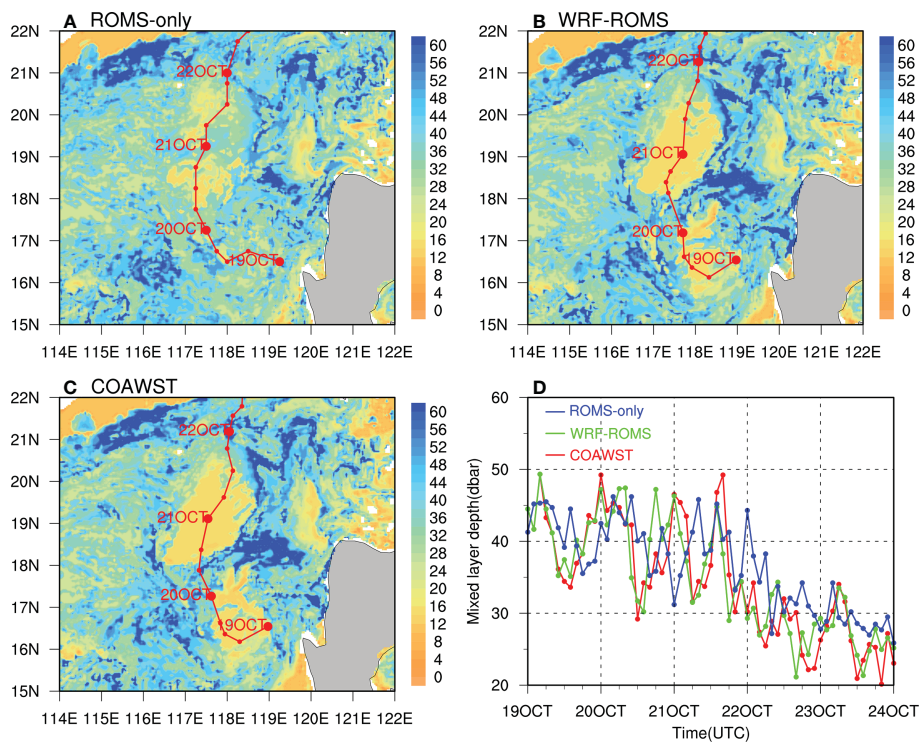 A ROMS-only
22N
21N
20N
19N
18N
17N
16N
15N
114E 115E 116E 117E 118E 119E 120E 121E 122E
22OCT
21OCT
20OCT
19OCT
60
56
52
48
44
40
36
32
28
24
20
16
12
8
4
0
B WRF-ROMS
22N
21N
20N
19N
18N
17N
16N
15N
114E 115E 116E 117E 118E 119E 120E 121E 122E
22OCT
21OCT
20OCT
19OCT
60
56
52
48
44
40
36
32
28
24
20
16
12
8
4
0
C COAWST
22N
21N
20N
19N
18N
17N
16N
15N
114E 115E 116E 117E 118E 119E 120E 121E 122E
22OCT
21OCT
20OCT
19OCT
60
56
52
48
44
40
36
32
28
24
20
16
12
8
4
0
D
ROMS-only
WRF-ROMS
COAWST
Mixed layer depth(dbar)
60
50
40
30
20
19OCT 20OCT 21OCT 22OCT 23OCT 24OCT
Time(UTC)